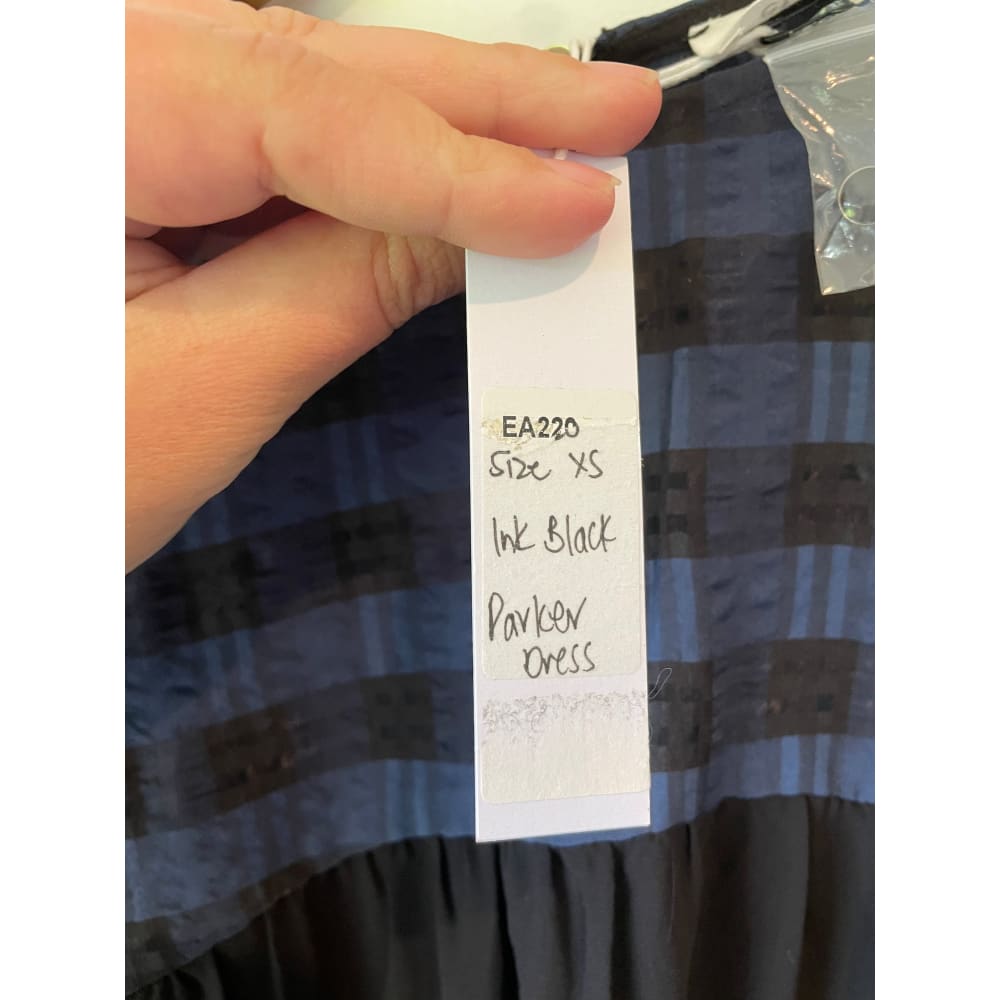 EA220
Size XS
Ink Black
Parker
Dress